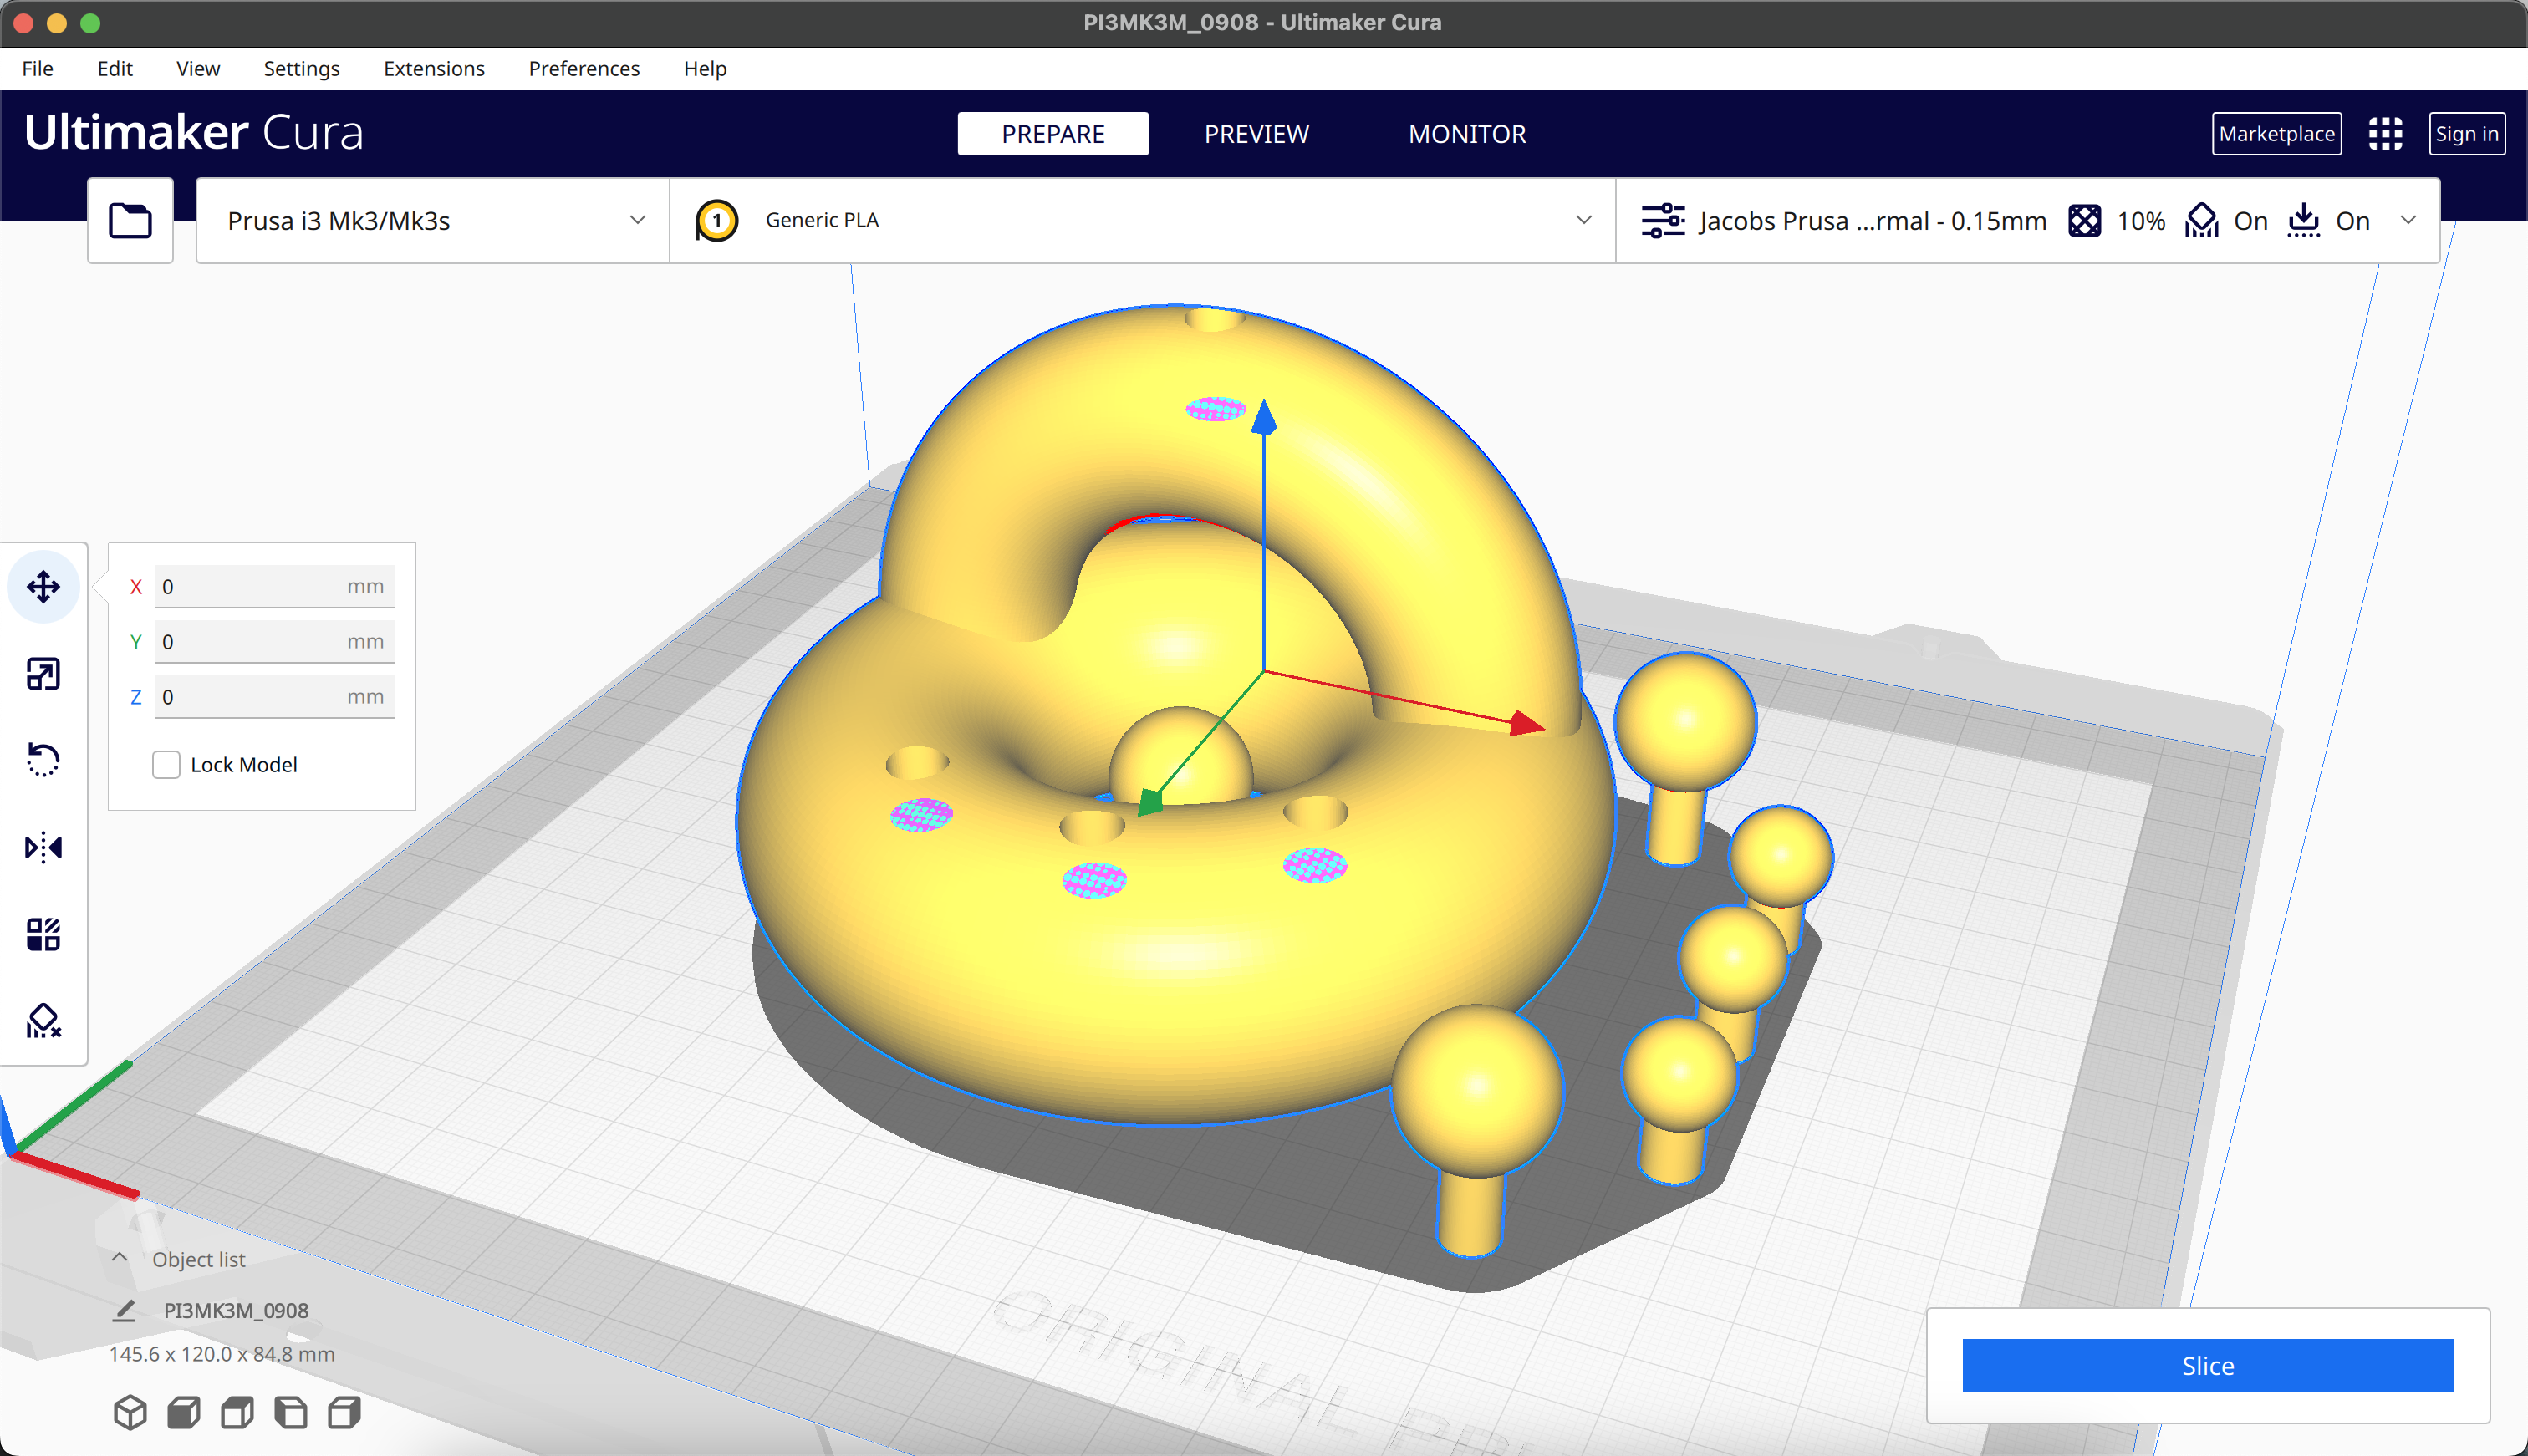 PI3MK3M_0908 - Ultimaker Cura
File Edit View Settings Extensions Preferences Help
Ultimaker Cura
PREPARE PREVIEW MONITOR
Marketplace
Sign in
Prusa i3 Mk3/Mk3s
1 Generic PLA
Jacobs Prusa ...rmal - 0.15mm 10% On On
X 0 mm
Y 0 mm
Z 0 mm
Lock Model
Object list
PI3MK3M_0908
145.6 x 120.0 x 84.8 mm
ORIGINAL
Slice